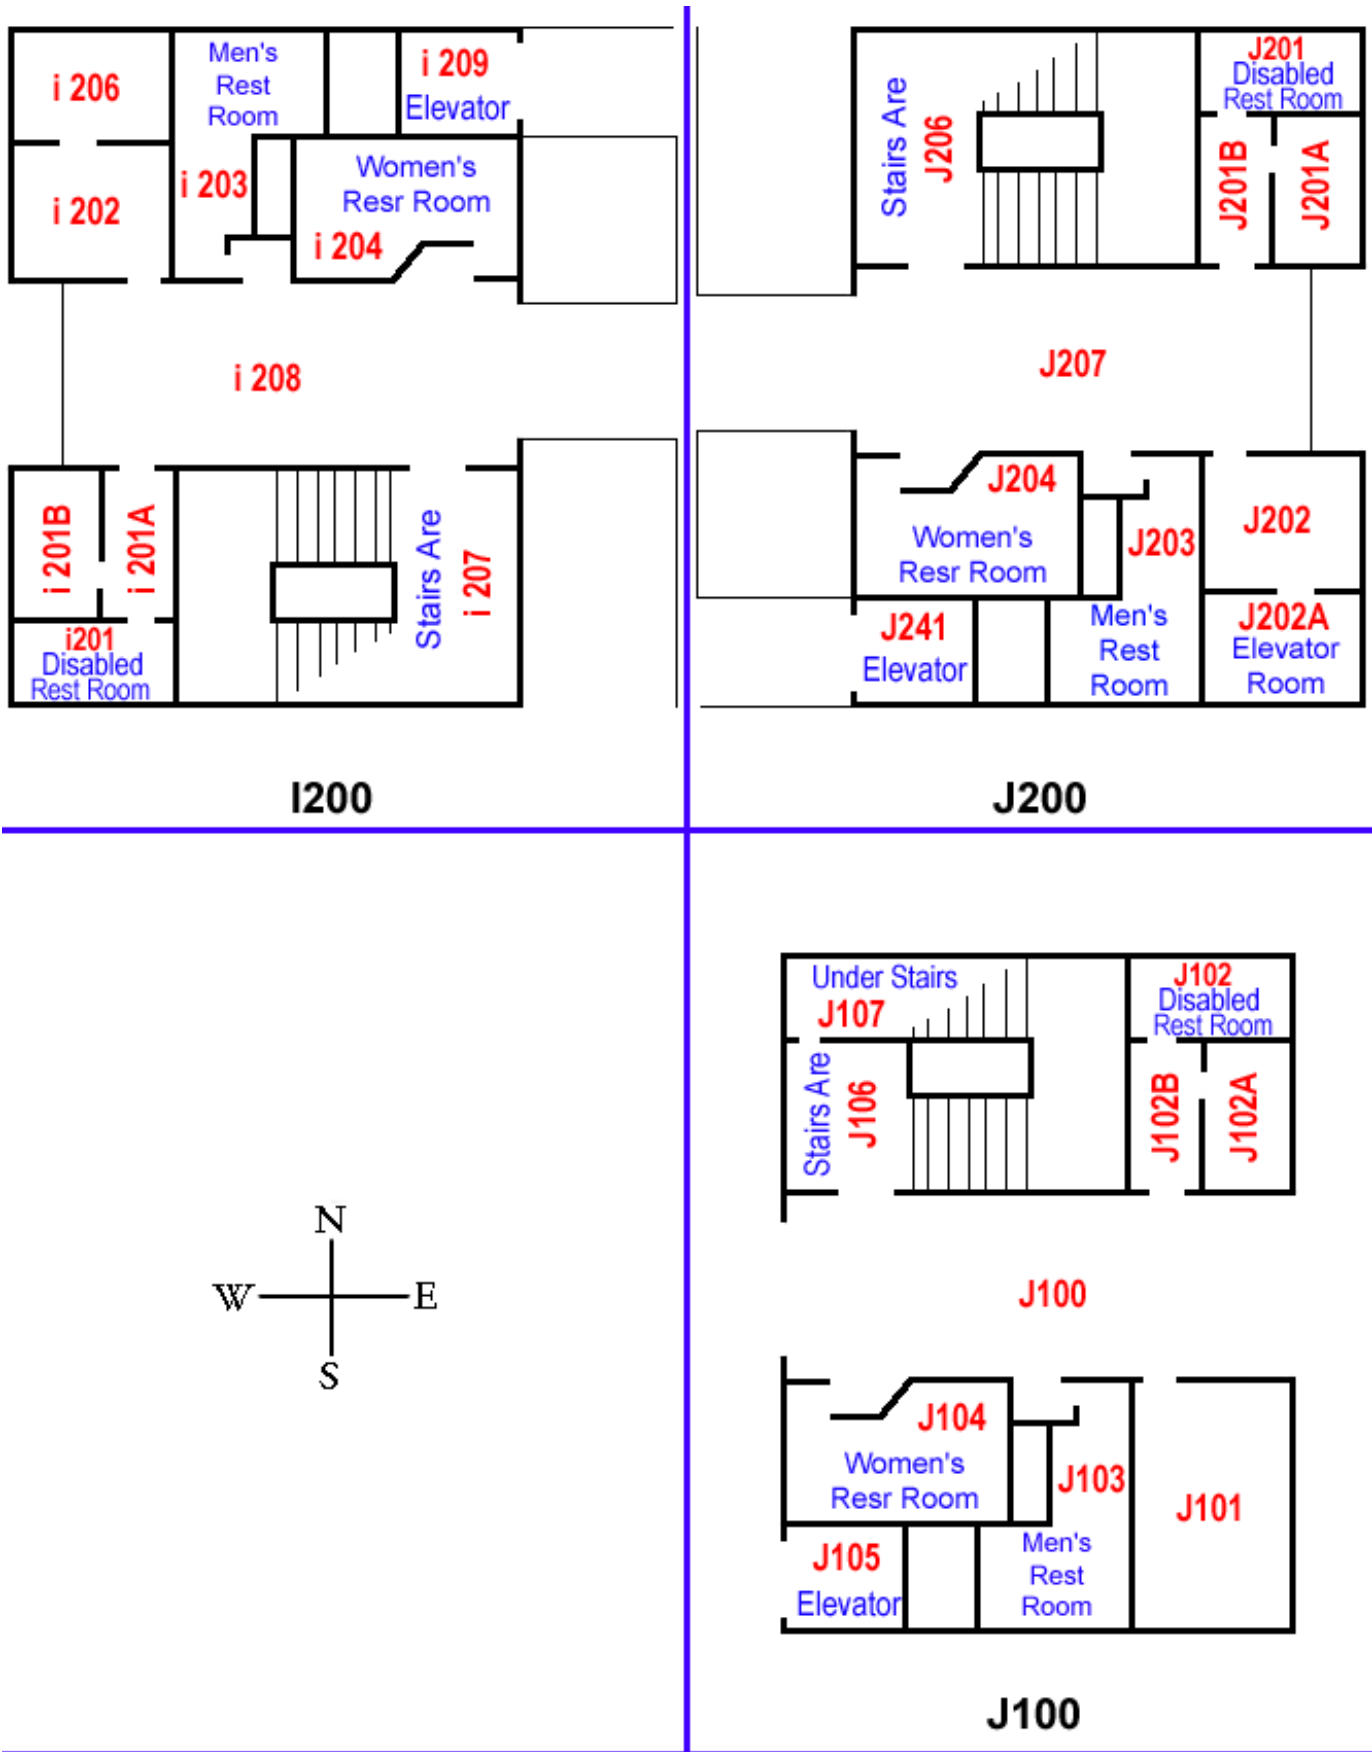 Men's
Rest
Room
i 206
i 209
Elevator
i 203
i 202
Women's
Resr Room
i 204
i 208
i 201B
i 201A
Stairs Are
i 207
i201
Disabled
Rest Room
I200
Stairs Are
J206
J201
Disabled
Rest Room
J201B
J201A
J207
J204
Women's
Resr Room
J203
J202
J241
Elevator
Men's
Rest
Room
J202A
Elevator
Room
J200
N
W E
S
Under Stairs
J107
Stairs Are
J106
J102
Disabled
Rest Room
J102B
J102A
J100
J104
Women's
Resr Room
J103
J101
J105
Elevator
Men's
Rest
Room
J100